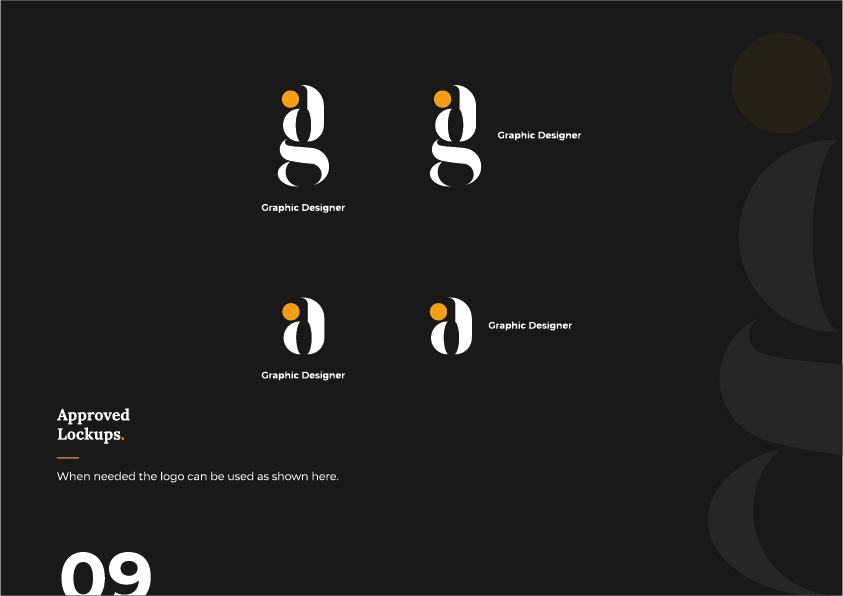 Graphic Designer
Graphic Designer
Graphic Designer
Graphic Designer
Approved
Lockups.
When needed the logo can be used as shown here.
09